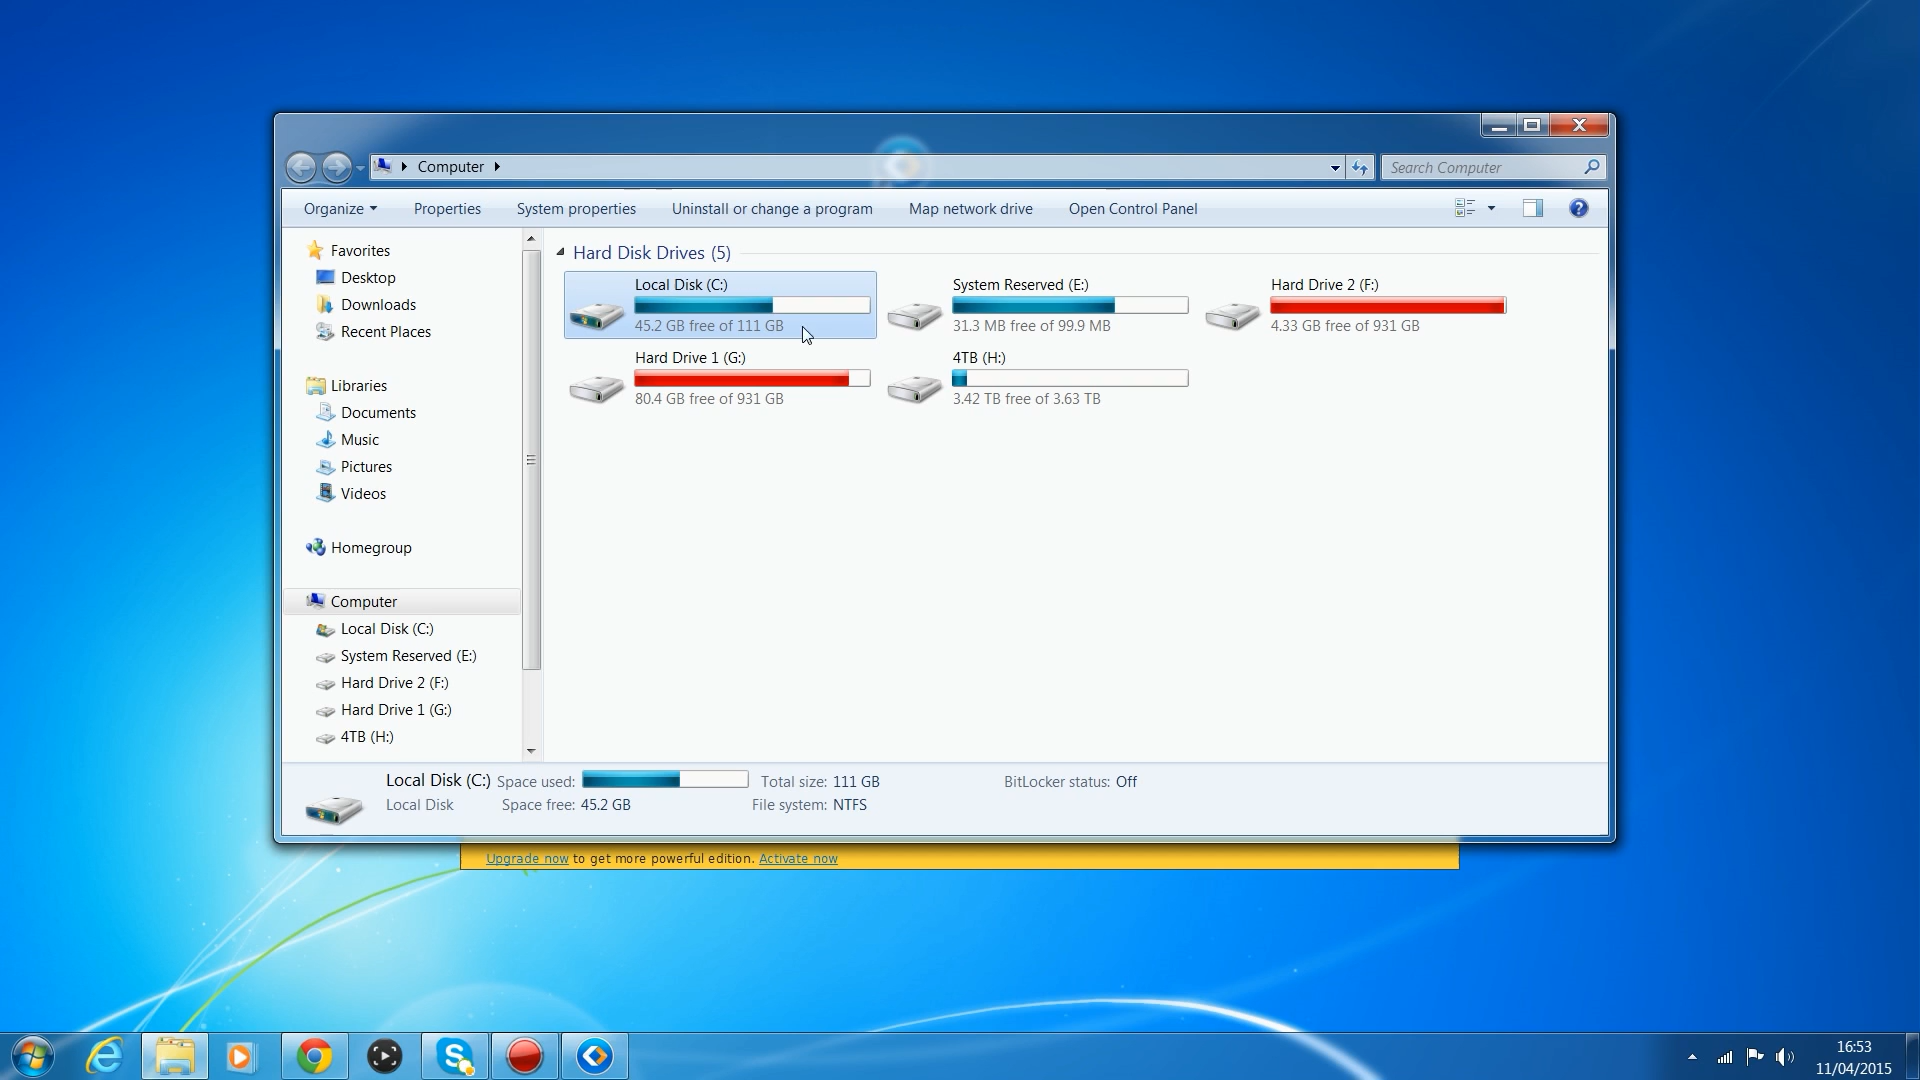 Computer
Search Computer
Organize
Properties
System properties
Uninstall or change a program
Map network drive
Open Control Panel
Favorites
Desktop
Downloads
Recent Places
Libraries
Documents
Music
Pictures
Videos
Homegroup
Computer
Local Disk (C:)
System Reserved (E:)
Hard Drive 2 (F:)
Hard Drive 1 (G:)
4TB (H:)
Hard Disk Drives (5)
Local Disk (C:)
45.2 GB free of 111 GB
System Reserved (E:)
31.3 MB free of 99.9 MB
Hard Drive 2 (F:)
4.33 GB free of 931 GB
Hard Drive 1 (G:)
80.4 GB free of 931 GB
4TB (H:)
3.42 TB free of 3.63 TB
Local Disk (C:) Space used: Total size: 111 GB BitLocker status: Off
Local Disk Space free: 45.2 GB File system: NTFS
Upgrade now to get more powerful edition. Activate now
16:53
11/04/2015